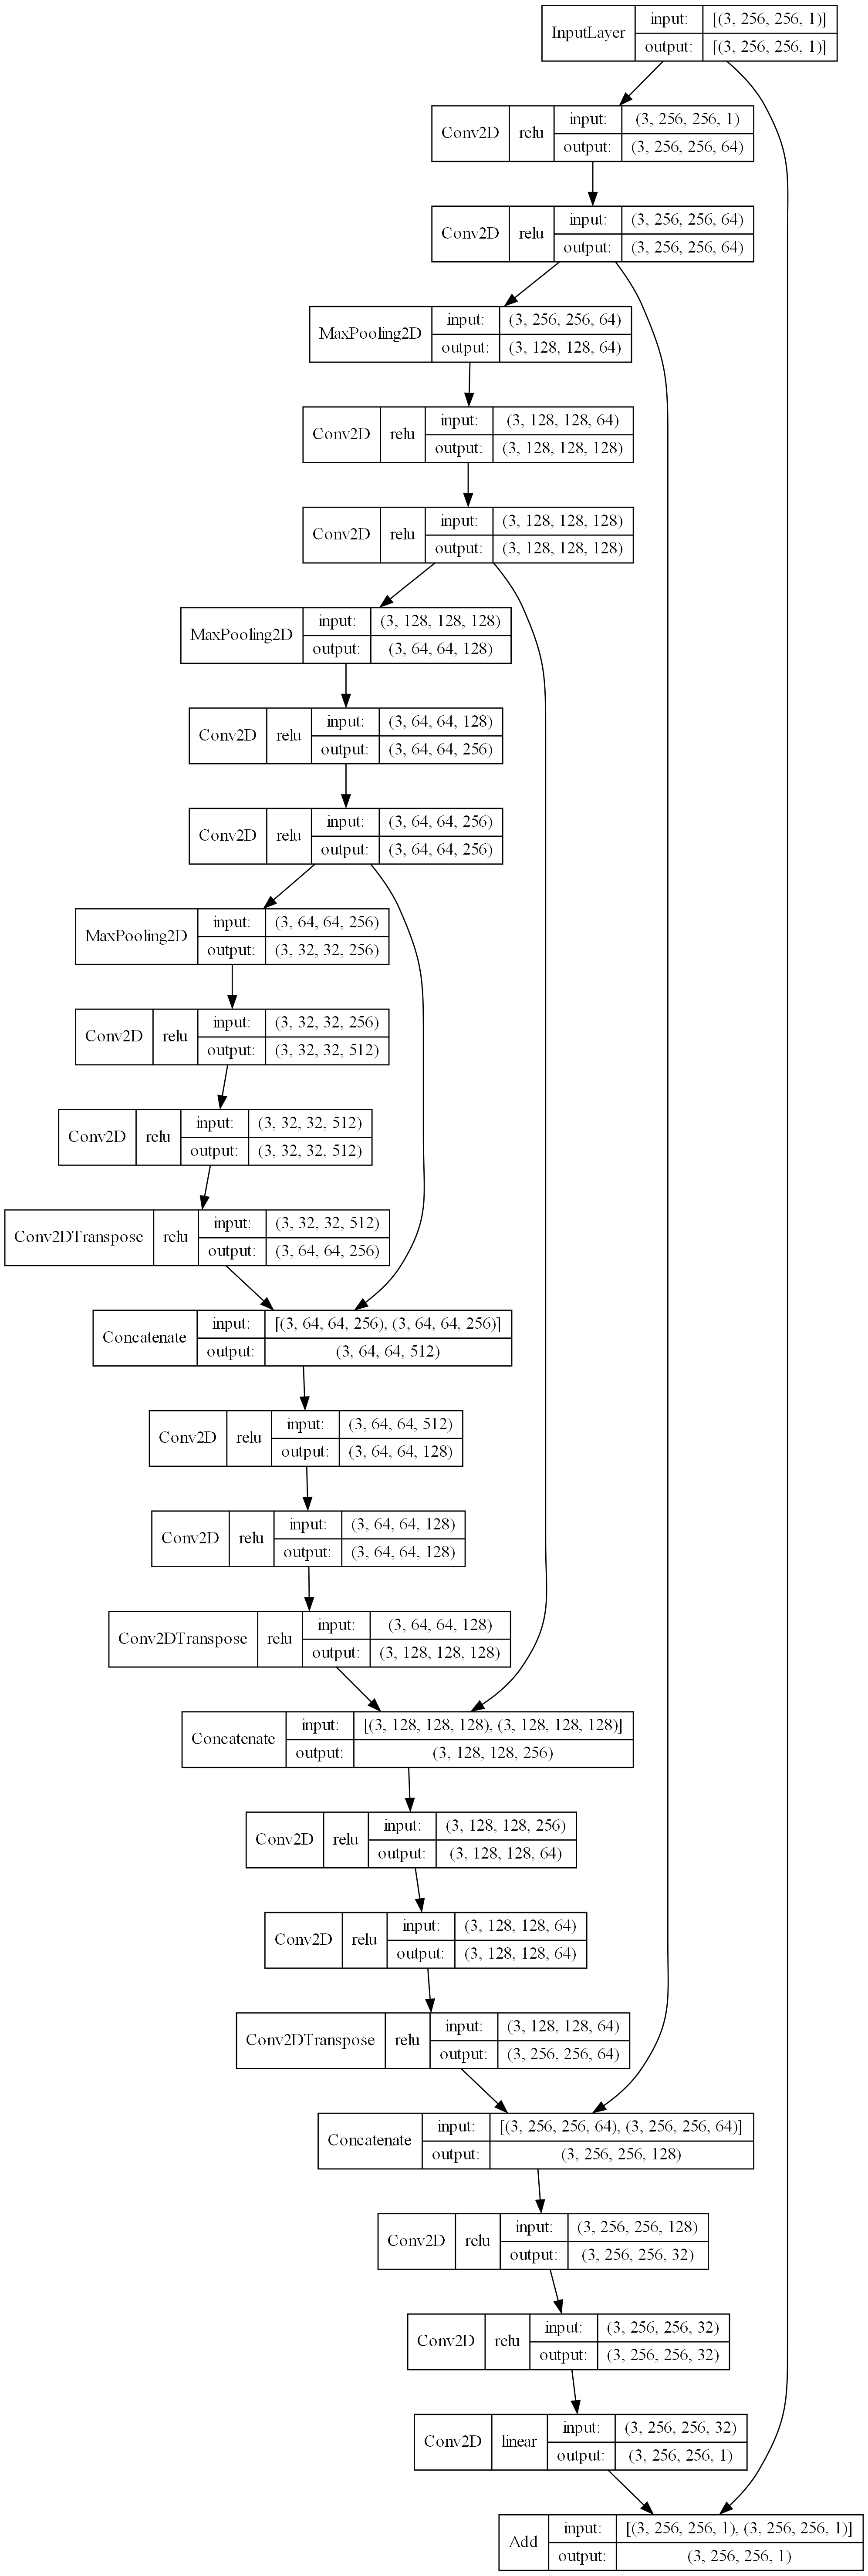 InputLayer input: [(3, 256, 256, 1)]
output: [(3, 256, 256, 1)]
Conv2D relu input: (3, 256, 256, 1)
output: (3, 256, 256, 64)
Conv2D relu input: (3, 256, 256, 64)
output: (3, 256, 256, 64)
MaxPooling2D input: (3, 256, 256, 64)
output: (3, 128, 128, 64)
Conv2D relu input: (3, 128, 128, 64)
output: (3, 128, 128, 128)
Conv2D relu input: (3, 128, 128, 128)
output: (3, 128, 128, 128)
MaxPooling2D input: (3, 128, 128, 128)
output: (3, 64, 64, 128)
Conv2D relu input: (3, 64, 64, 128)
output: (3, 64, 64, 256)
Conv2D relu input: (3, 64, 64, 256)
output: (3, 64, 64, 256)
MaxPooling2D input: (3, 64, 64, 256)
output: (3, 32, 32, 256)
Conv2D relu input: (3, 32, 32, 256)
output: (3, 32, 32, 512)
Conv2D relu input: (3, 32, 32, 512)
output: (3, 32, 32, 512)
Conv2DTranspose relu input: (3, 32, 32, 512)
output: (3, 64, 64, 256)
Concatenate input: [(3, 64, 64, 256), (3, 64, 64, 256)]
output: (3, 64, 64, 512)
Conv2D relu input: (3, 64, 64, 512)
output: (3, 64, 64, 128)
Conv2D relu input: (3, 64, 64, 128)
output: (3, 64, 64, 128)
Conv2DTranspose relu input: (3, 64, 64, 128)
output: (3, 128, 128, 128)
Concatenate input: [(3, 128, 128, 128), (3, 128, 128, 128)]
output: (3, 128, 128, 256)
Conv2D relu input: (3, 128, 128, 256)
output: (3, 128, 128, 64)
Conv2D relu input: (3, 128, 128, 64)
output: (3, 128, 128, 64)
Conv2DTranspose relu input: (3, 128, 128, 64)
output: (3, 256, 256, 64)
Concatenate input: [(3, 256, 256, 64), (3, 256, 256, 64)]
output: (3, 256, 256, 128)
Conv2D relu input: (3, 256, 256, 128)
output: (3, 256, 256, 32)
Conv2D relu input: (3, 256, 256, 32)
output: (3, 256, 256, 32)
Conv2D linear input: (3, 256, 256, 32)
output: (3, 256, 256, 1)
Add input: [(3, 256, 256, 1), (3, 256, 256, 1)]
output: (3, 256, 256, 1)